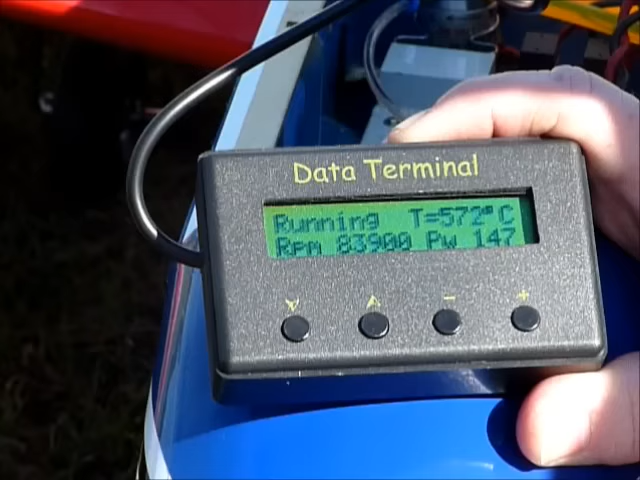 Data Terminal
Running T=572°C
Rpm 83900 Pw 147
- +